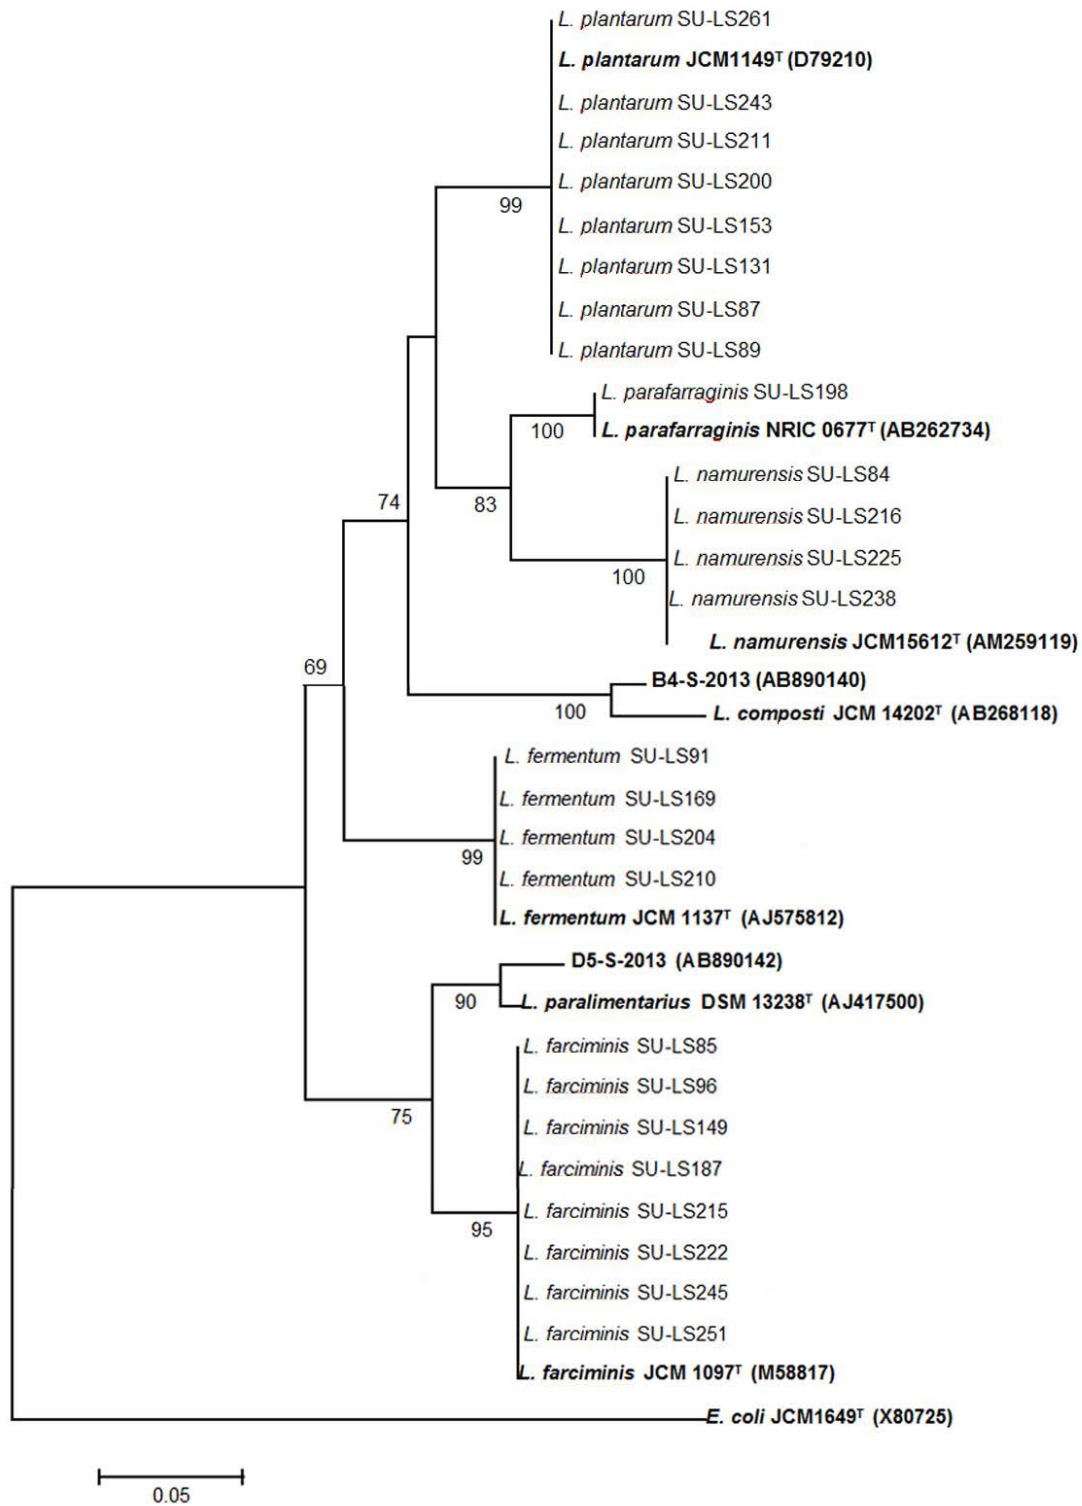 L. plantarum SU-LS261
L. plantarum JCM1149ᵀ (D79210)
L. plantarum SU-LS243
L. plantarum SU-LS211
L. plantarum SU-LS200
99
L. plantarum SU-LS153
L. plantarum SU-LS131
L. plantarum SU-LS87
L. plantarum SU-LS89
L. parafarraginis SU-LS198
100
L. parafarraginis NRIC 0677ᵀ (AB262734)
L. namurensis SU-LS84
74
83
L. namurensis SU-LS216
L. namurensis SU-LS225
100
L. namurensis SU-LS238
L. namurensis JCM15612ᵀ (AM259119)
69
B4-S-2013 (AB890140)
100
L. composti JCM 14202ᵀ (AB268118)
L. fermentum SU-LS91
L. fermentum SU-LS169
L. fermentum SU-LS204
99
L. fermentum SU-LS210
L. fermentum JCM 1137ᵀ (AJ575812)
D5-S-2013 (AB890142)
90
L. paralimentarius DSM 13238ᵀ (AJ417500)
L. farciminis SU-LS85
L. farciminis SU-LS96
75
L. farciminis SU-LS149
L. farciminis SU-LS187
L. farciminis SU-LS215
95
L. farciminis SU-LS222
L. farciminis SU-LS245
L. farciminis SU-LS251
L. farciminis JCM 1097ᵀ (M58817)
E. coli JCM1649ᵀ (X80725)
0.05